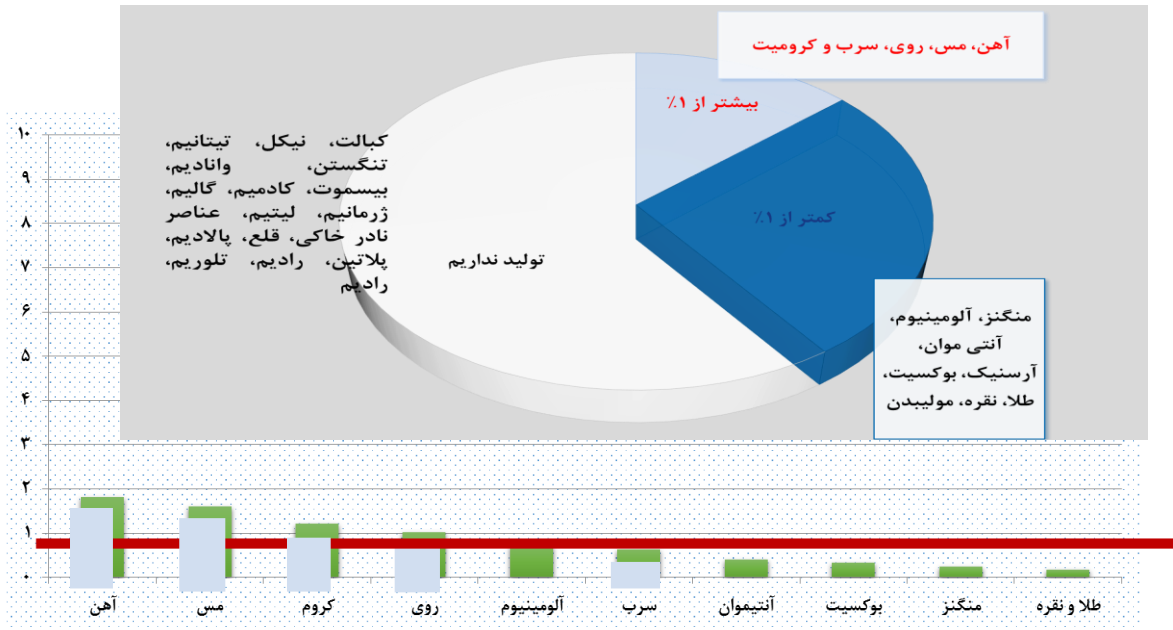 آهن، مس، روی، سرب و کرومیت
بیشتر از ۱٪
کمتر از ۱٪
تولید نداریم
کبالت، نیکل، تیتانیم،
تنگستن، وانادیم،
بیسموت، کادمیم، گالیم،
ژرمانیم، لیتیم، عناصر
نادر خاکی، قلع، پالادیم،
پلاتین، رادیم، تلوریم،
رادیم
منگنز، آلومینیوم،
آنتی موان،
آرسنیک، بوکسیت،
طلا، نقره، مولیبدن
۱۰
۹
۸
۷
۶
۵
۴
۳
۲
۱
۰
آهن
مس
کروم
روی
آلومینیوم
سرب
آنتیموان
بوکسیت
منگنز
طلا و نقره